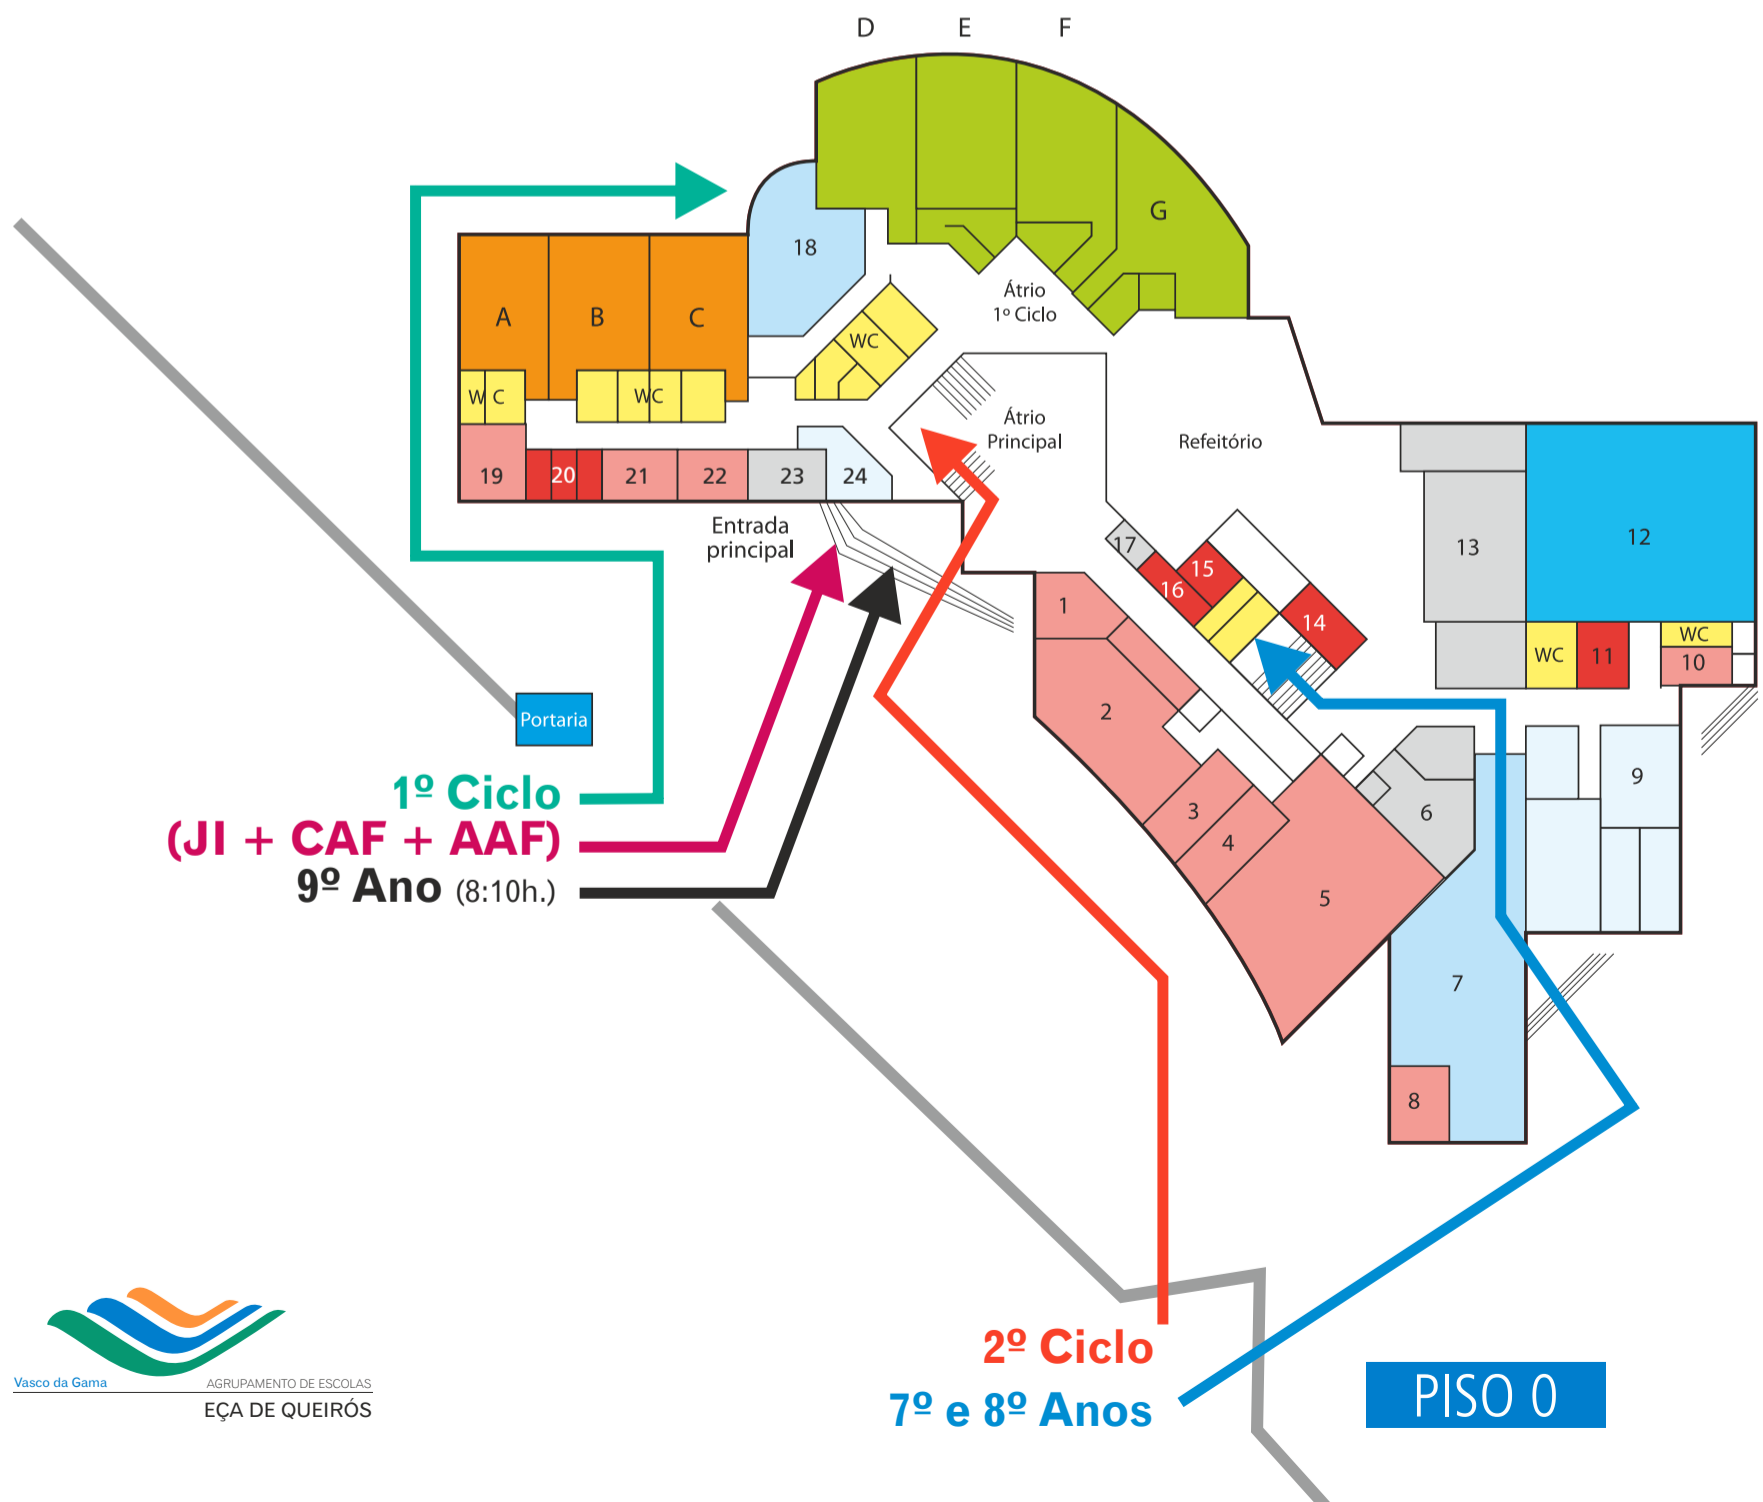 D E F
G
18
Átrio
1º Ciclo
A B C
WC
W C
WC
Átrio
Principal
Refeitório
19 20 21 22 23 24
Entrada
principal
17
15
16
14
13
12
1
WC
11
WC
10
2
Portaria
9
3
4
6
5
7
8
1º Ciclo
(JI + CAF + AAF)
9º Ano (8:10h.)
2º Ciclo
7º e 8º Anos
PISO 0
Vasco da Gama
AGRUPAMENTO DE ESCOLAS
EÇA DE QUEIRÓS